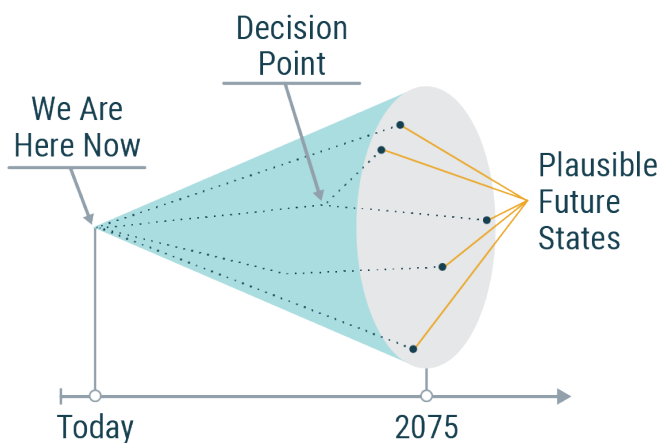 Decision
Point
We Are
Here Now
Plausible
Future
States
Today
2075